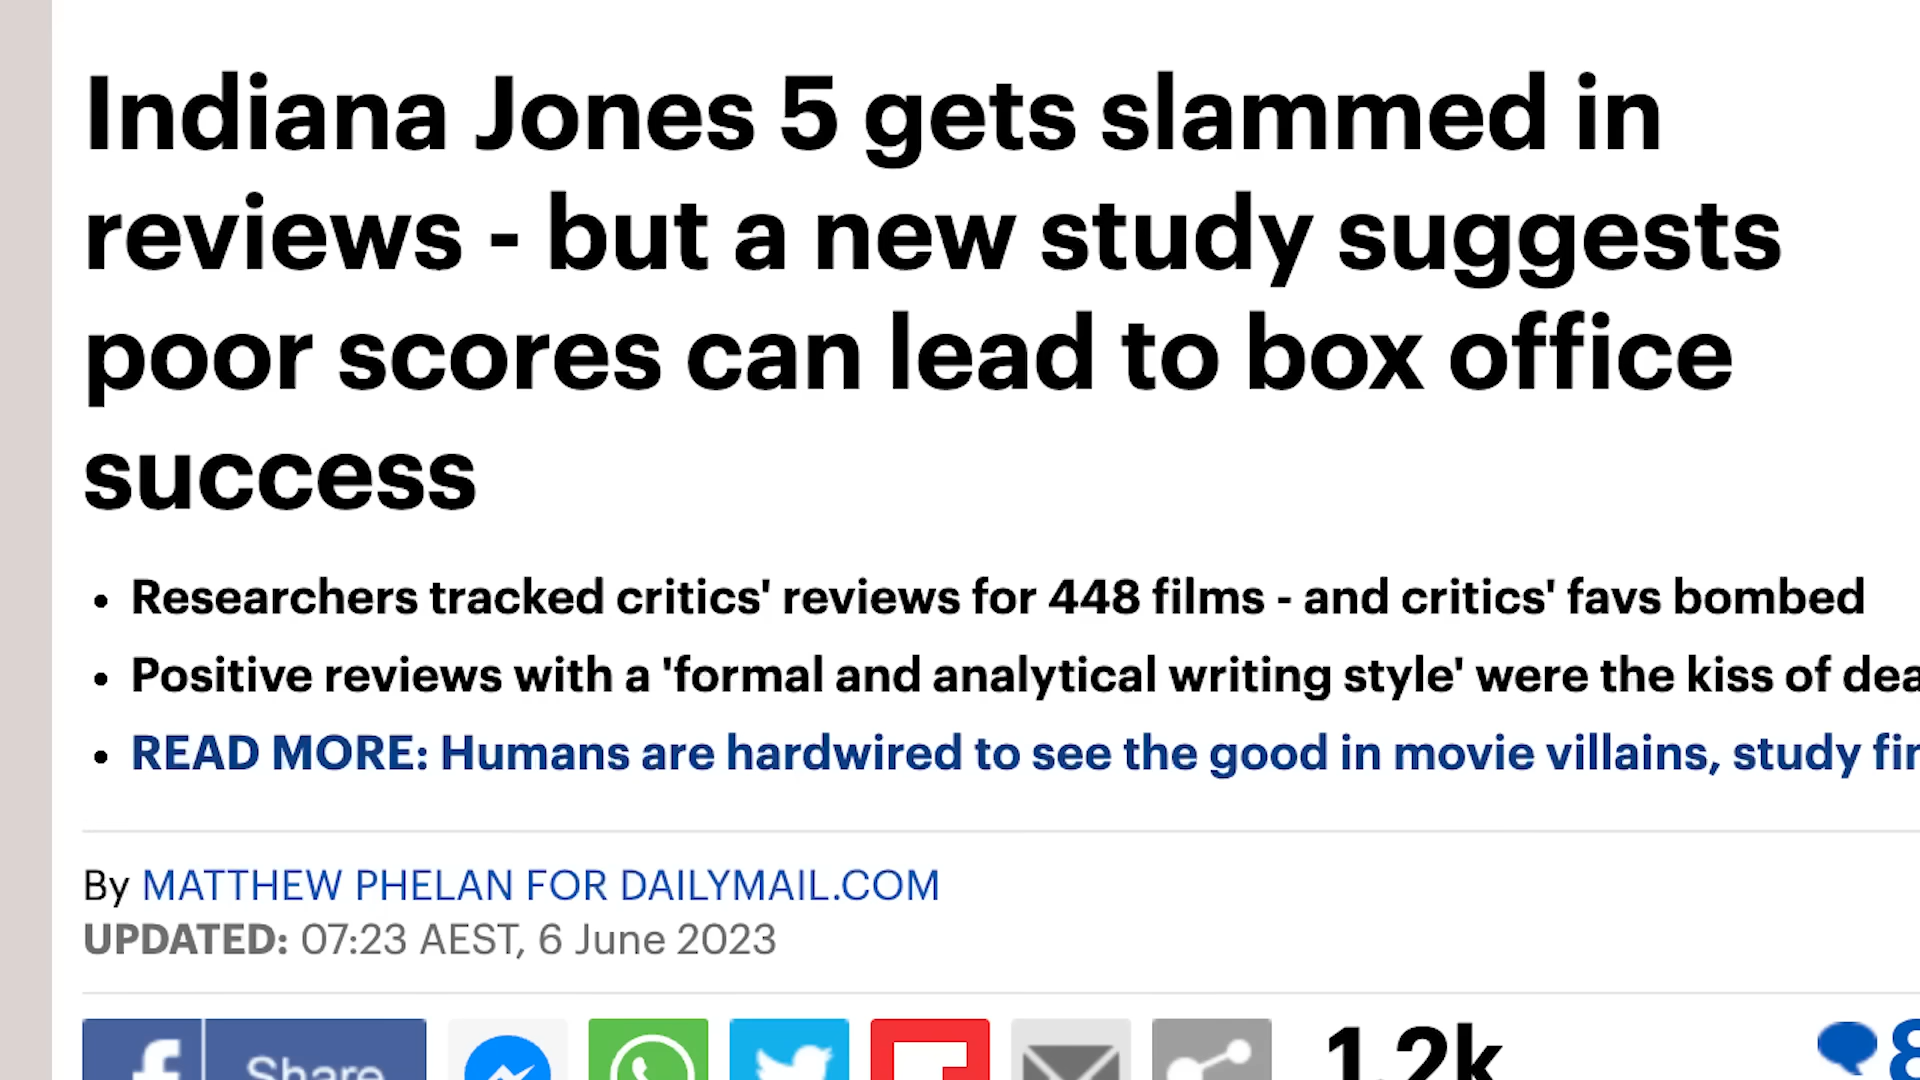 Indiana Jones 5 gets slammed in
reviews - but a new study suggests
poor scores can lead to box office
success
• Researchers tracked critics' reviews for 448 films - and critics' favs bombed
• Positive reviews with a 'formal and analytical writing style' were the kiss of
• READ MORE: Humans are hardwired to see the good in movie villains, study
By MATTHEW PHELAN FOR DAILYMAIL.COM
UPDATED: 07:23 AEST, 6 June 2023
Share
1.2k